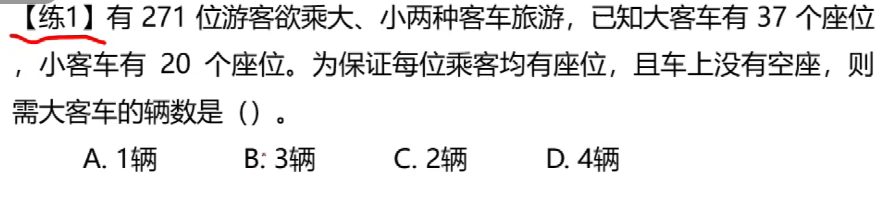 【练1】有 271 位游客欲乘大、小两种客车旅游，已知大客车有 37 个座位
，小客车有 20 个座位。为保证每位乘客均有座位，且车上没有空座，则
需大客车的辆数是（）。
A. 1辆 B. 3辆 C. 2辆 D. 4辆